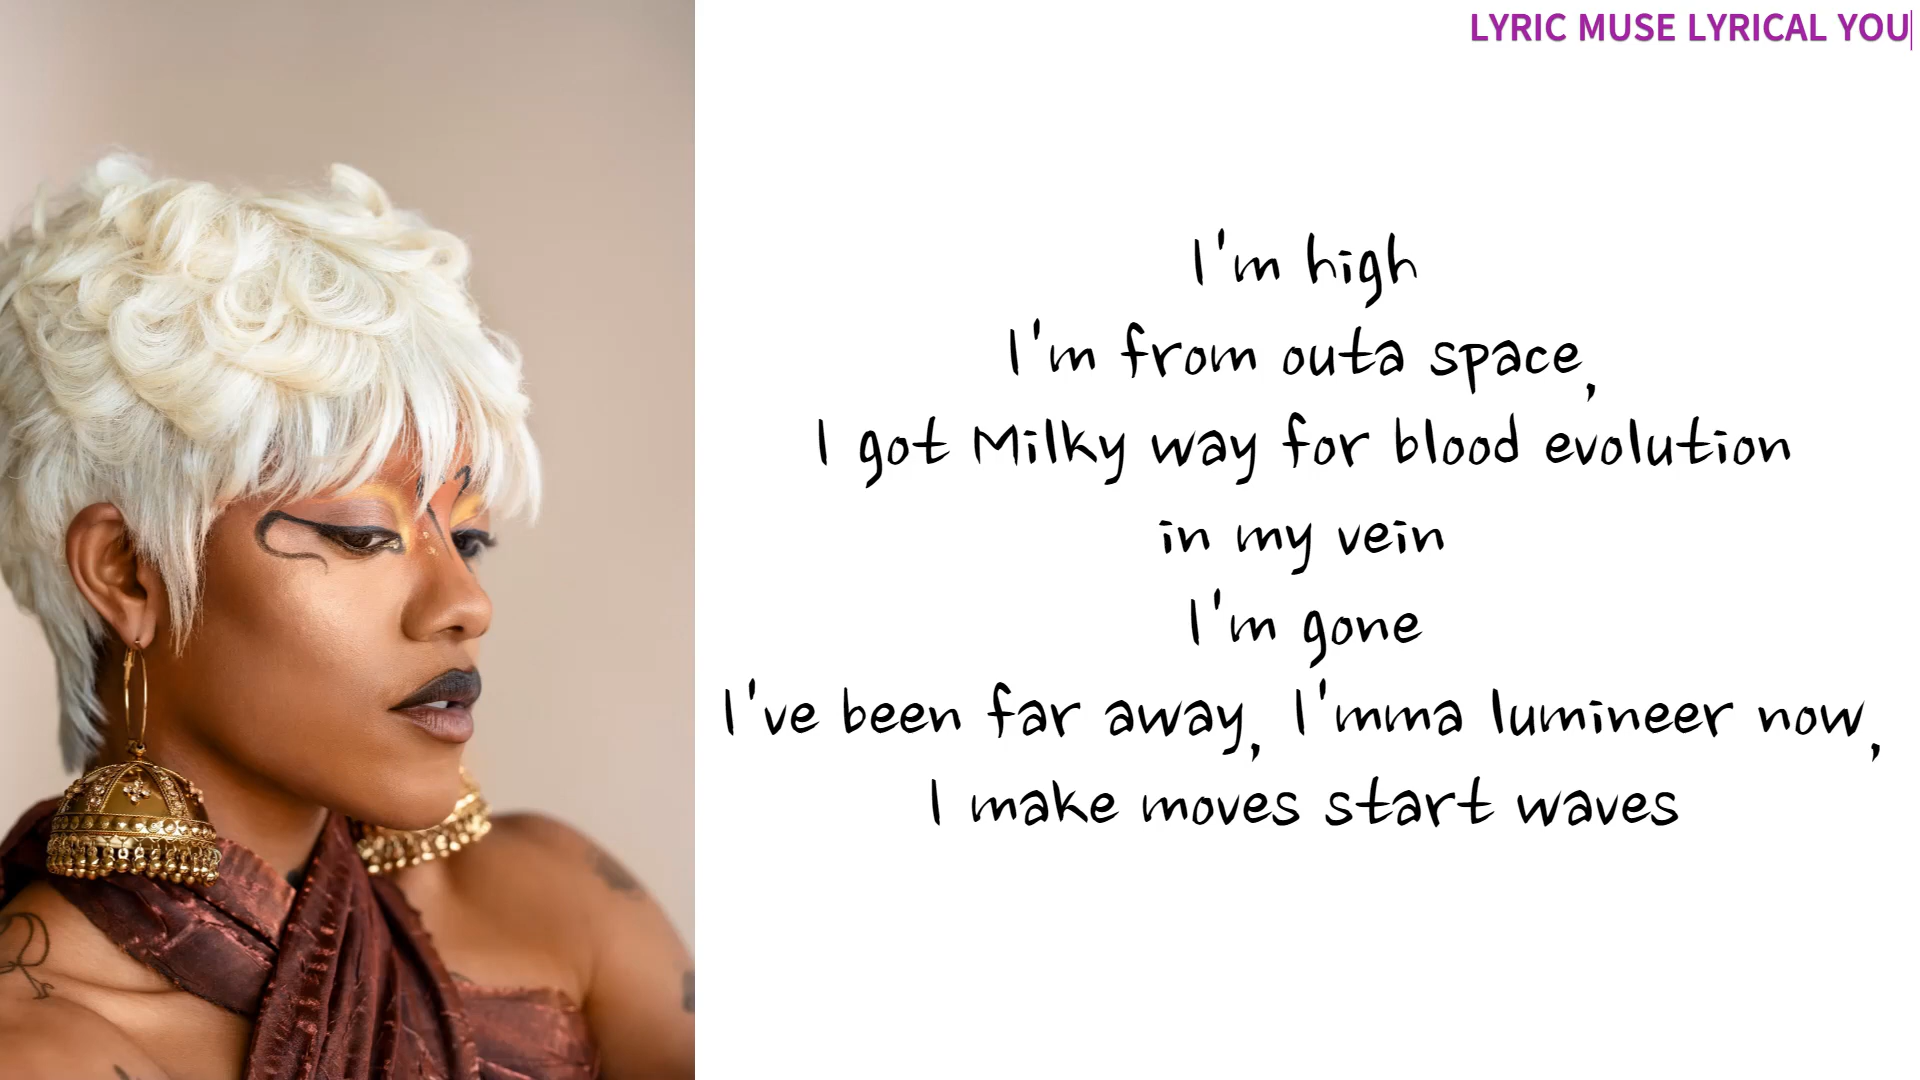 LYRIC MUSE LYRICAL YOU
I'm high
I'm from outa space,
I got Milky way for blood evolution
in my vein
I'm gone
I've been far away, I'mma lumineer now,
I make moves start waves